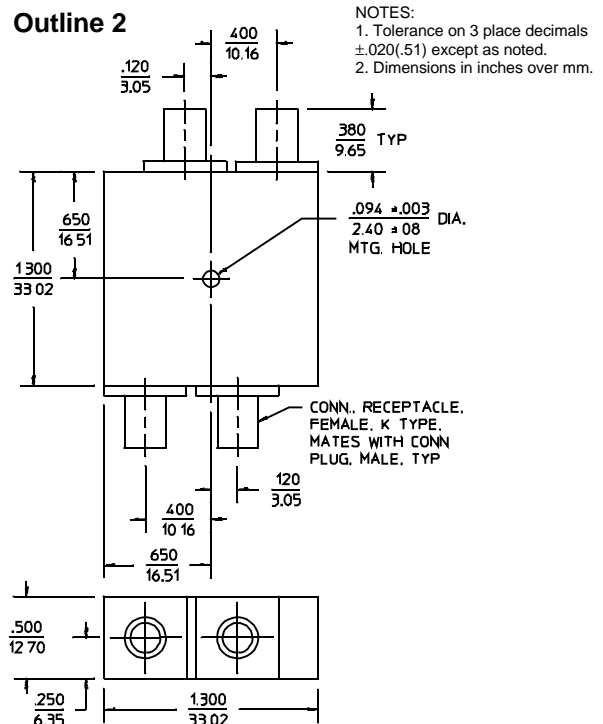 Outline 2
NOTES:
1. Tolerance on 3 place decimals
±.020(.51) except as noted.
2. Dimensions in inches over mm.
400
10.16
.120
3.05
380 TYP
9.65
650
16 51
1300
33 02
.094 ±.003 DIA.
2.40 ±08
MTG. HOLE
CONN., RECEPTACLE,
FEMALE, K TYPE,
MATES WITH CONN
PLUG, MALE, TYP
120
3.05
400
10 16
650
16.51
.500
12 70
.250
6.35
1.300
33.02